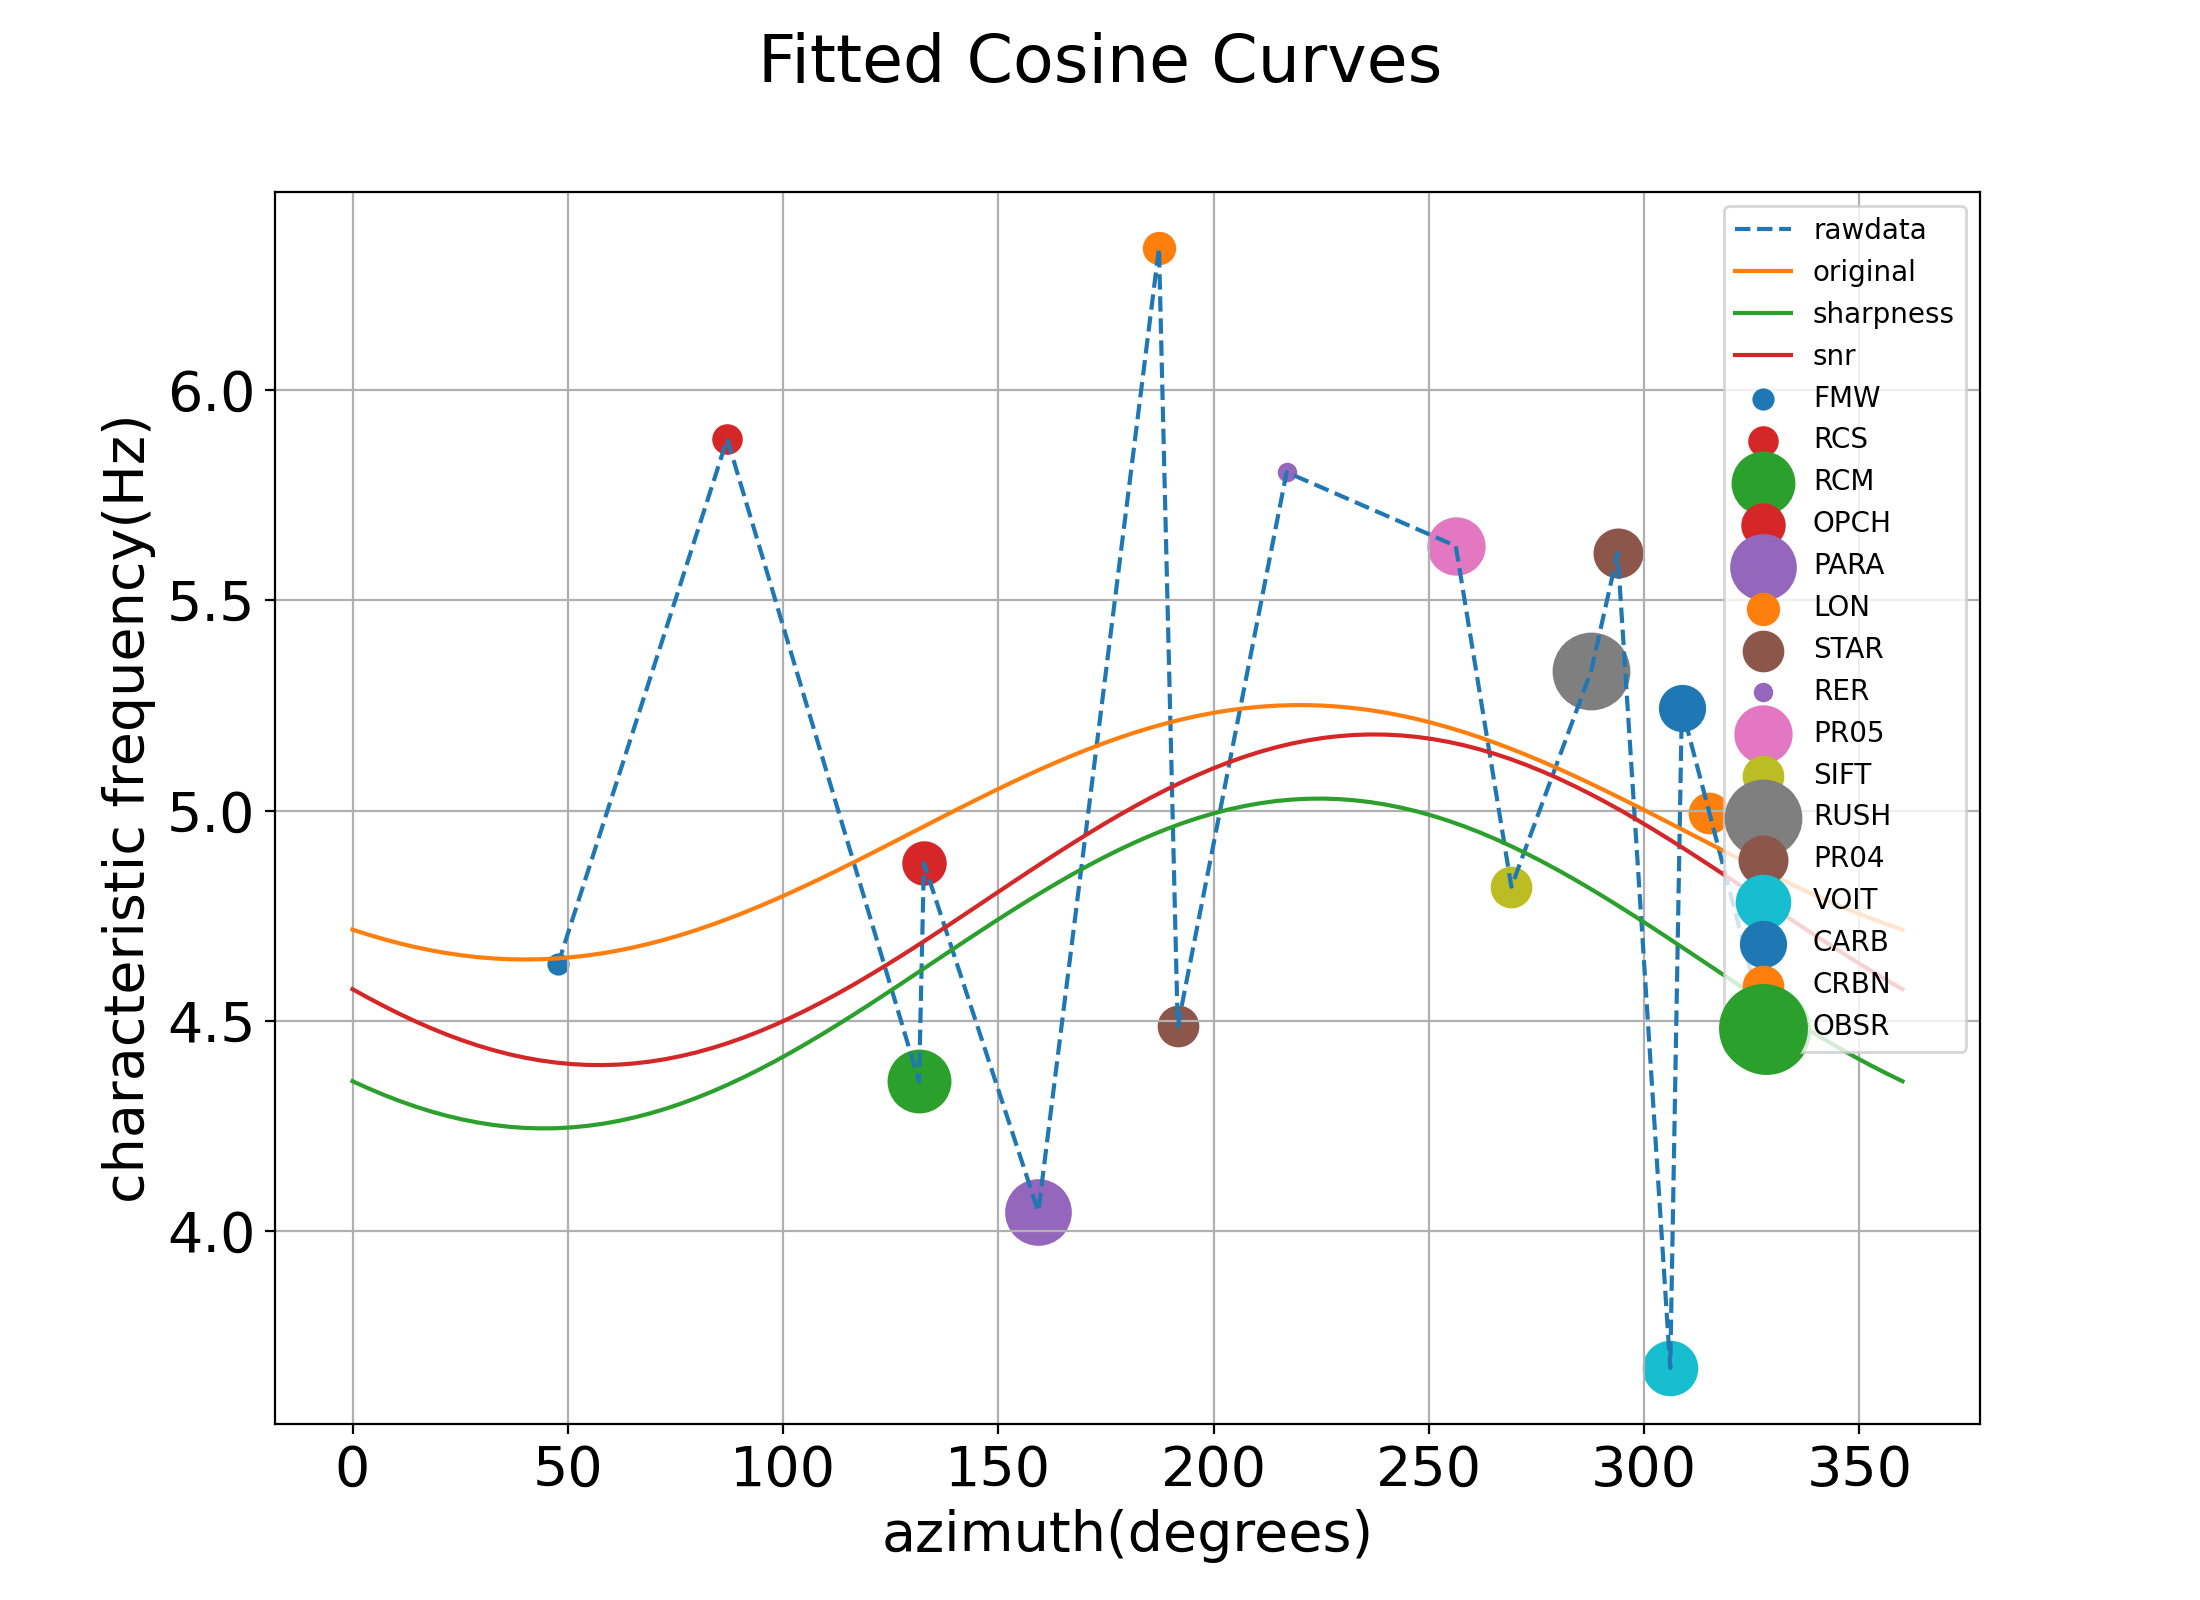 Fitted Cosine Curves
characteristic frequency(Hz)
6.0
5.5
5.0
4.5
4.0
0 50 100 150 200 250 300 350
azimuth(degrees)
rawdata
original
sharpness
snr
FMW
RCS
RCM
OPCH
PARA
LON
STAR
RER
PR05
SIFT
RUSH
PR04
VOIT
CARB
CRBN
OBSR